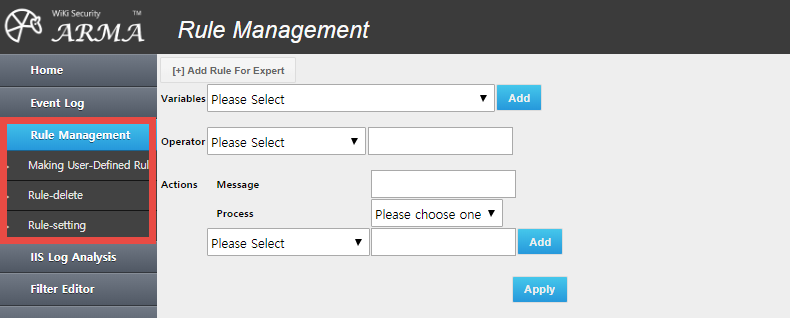 WiKi Security ™
ARMA
Rule Management
Home
Event Log
Rule Management
Making User-Defined Rul
Rule-delete
Rule-setting
IIS Log Analysis
Filter Editor
[+] Add Rule For Expert
Variables Please Select Add
Operator Please Select
Actions Message
Process Please choose one
Please Select Add
Apply